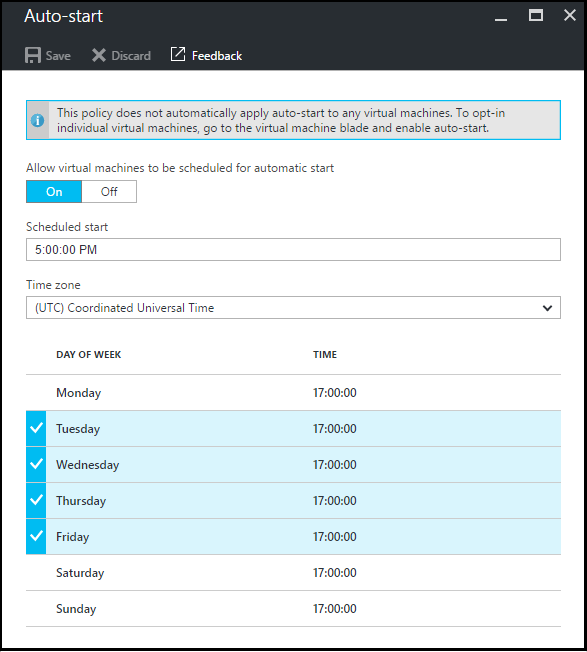 Auto-start
Save Discard Feedback
This policy does not automatically apply auto-start to any virtual machines. To opt-in
individual virtual machines, go to the virtual machine blade and enable auto-start.
Allow virtual machines to be scheduled for automatic start
On Off
Scheduled start
5:00:00 PM
Time zone
(UTC) Coordinated Universal Time
DAY OF WEEK TIME
Monday 17:00:00
Tuesday 17:00:00
Wednesday 17:00:00
Thursday 17:00:00
Friday 17:00:00
Saturday 17:00:00
Sunday 17:00:00